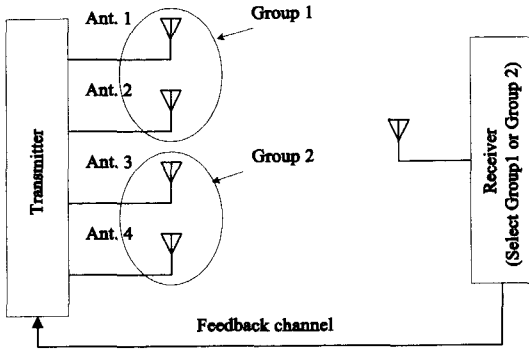 Ant. 1
Group 1
Ant. 2
Ant. 3
Group 2
Ant. 4
Transmitter
Receiver
(Select Group1 or Group 2)
Feedback channel